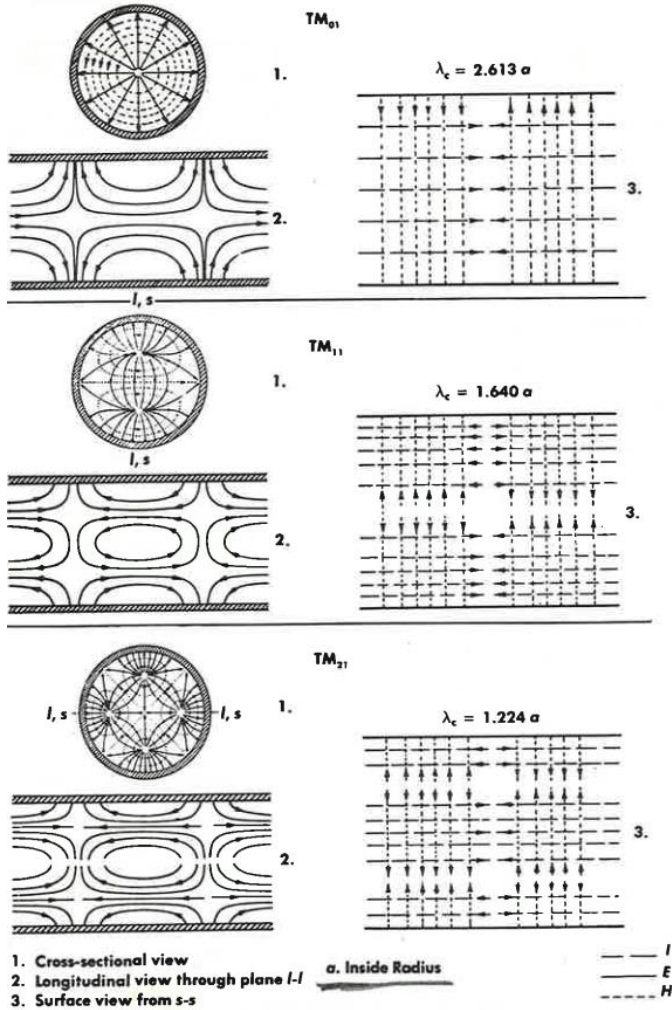 TM₀₁
1.
λc = 2.613 a
2.
3.
l, s
TM₁₁
1.
λc = 1.640 a
l, s
2.
3.
TM₂₁
l, s
l, s
1.
λc = 1.224 a
2.
3.
1. Cross-sectional view
2. Longitudinal view through plane l-l
3. Surface view from s-s
a. Inside Radius
I
E
H